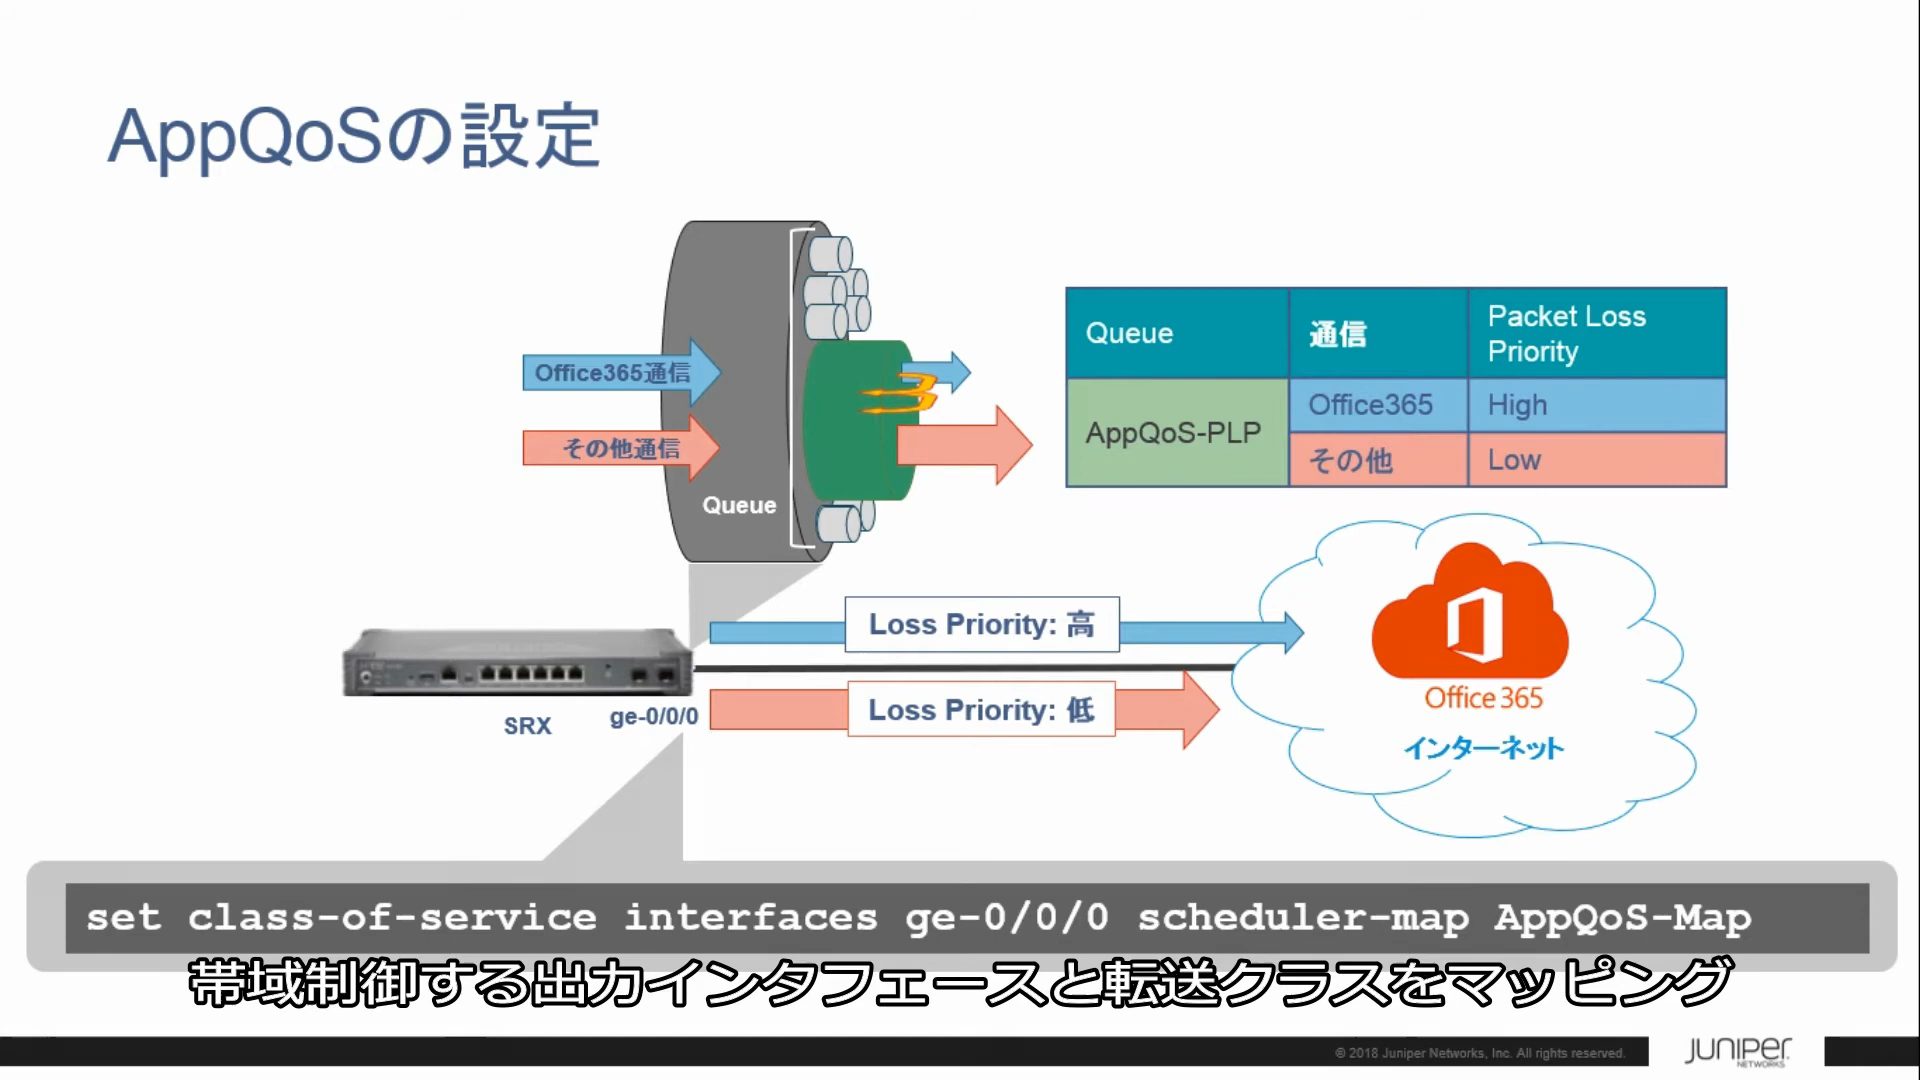 AppQoSの設定
Queue
通信
Packet Loss
Priority
Office365通信
Office365
High
AppQoS-PLP
その他通信
その他
Low
Queue
Loss Priority: 高
SRX
ge-0/0/0
Loss Priority: 低
Office 365
インターネット
set class-of-service interfaces ge-0/0/0 scheduler-map AppQoS-Map
帯域制御する出力インタフェースと転送クラスをマッピング
© 2018 Juniper Networks, Inc. All rights reserved.
JUNIPER
NETWORKS